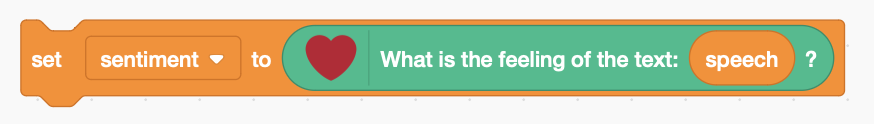 set sentiment to What is the feeling of the text: speech ?